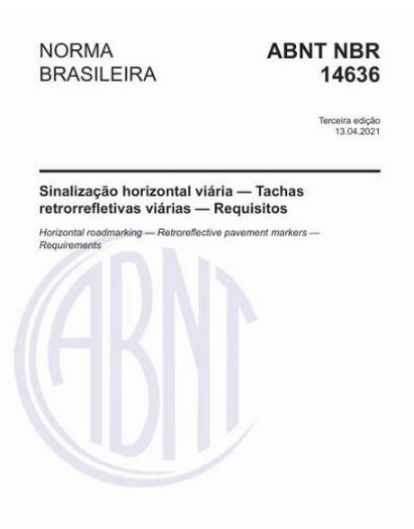 NORMA
BRASILEIRA
ABNT NBR
14636
Terceira edição
13.04.2021
Sinalização horizontal viária — Tachas
retrorrefletivas viárias — Requisitos
Horizontal roadmarking — Retroreflective pavement markers —
Requirements
ABNT